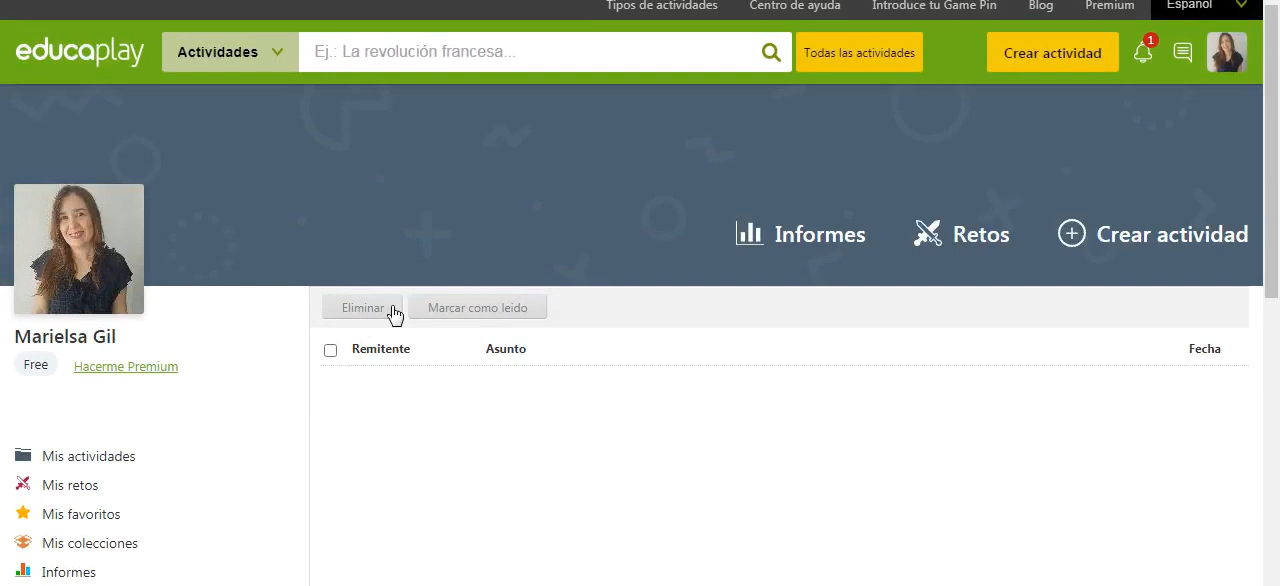 Tipos de actividades Centro de ayuda Introduce tu Game Pin Blog Premium Español
educaplay Actividades Ej.: La revolución francesa... Todas las actividades Crear actividad 1
Informes Retos Crear actividad
Eliminar Marcar como leido
Marielsa Gil
Remitente Asunto Fecha
Free Hacerme Premium
Mis actividades
Mis retos
Mis favoritos
Mis colecciones
Informes